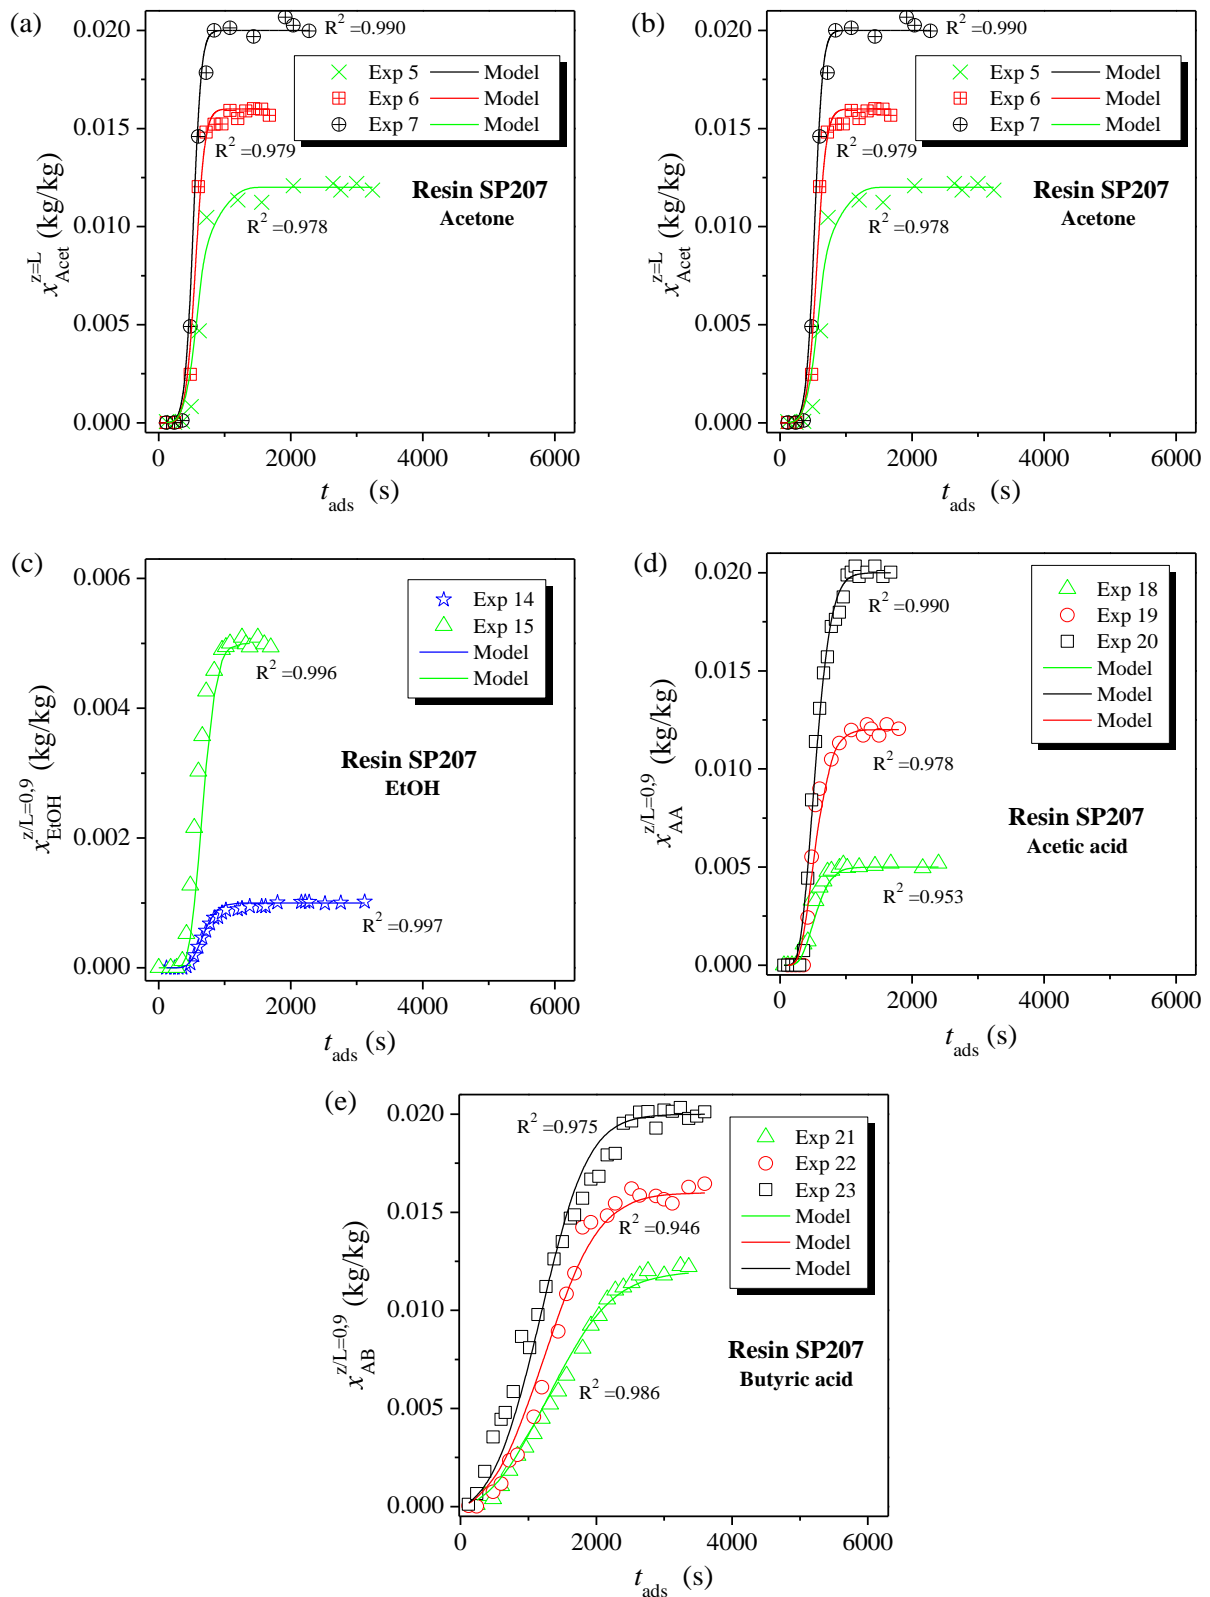 (a)
0.020
0.015
0.010
0.005
0.000
x_Acet^z=L (kg/kg)
R² =0.990
Exp 5 Model
Exp 6 Model
Exp 7 Model
R² =0.979
R² =0.978
Resin SP207
Acetone
0 2000 4000 6000
t_ads (s)
(b)
0.020
0.015
0.010
0.005
0.000
x_Acet^z=L (kg/kg)
R² =0.990
Exp 5 Model
Exp 6 Model
Exp 7 Model
R² =0.979
R² =0.978
Resin SP207
Acetone
0 2000 4000 6000
t_ads (s)
(c)
0.006
0.004
0.002
0.000
x_EtOH^z/L=0,9 (kg/kg)
Exp 14
Exp 15
Model
Model
R² =0.996
R² =0.997
Resin SP207
EtOH
0 2000 4000 6000
t_ads (s)
(d)
0.020
0.015
0.010
0.005
0.000
x_AA^z/L=0,9 (kg/kg)
Exp 18
Exp 19
Exp 20
Model
Model
Model
R² =0.990
R² =0.978
R² =0.953
Resin SP207
Acetic acid
0 2000 4000 6000
t_ads (s)
(e)
0.020
0.015
0.010
0.005
0.000
x_AB^z/L=0,9 (kg/kg)
R² =0.975
Exp 21
Exp 22
Exp 23
Model
Model
Model
R² =0.946
R² =0.986
Resin SP207
Butyric acid
0 2000 4000 6000
t_ads (s)